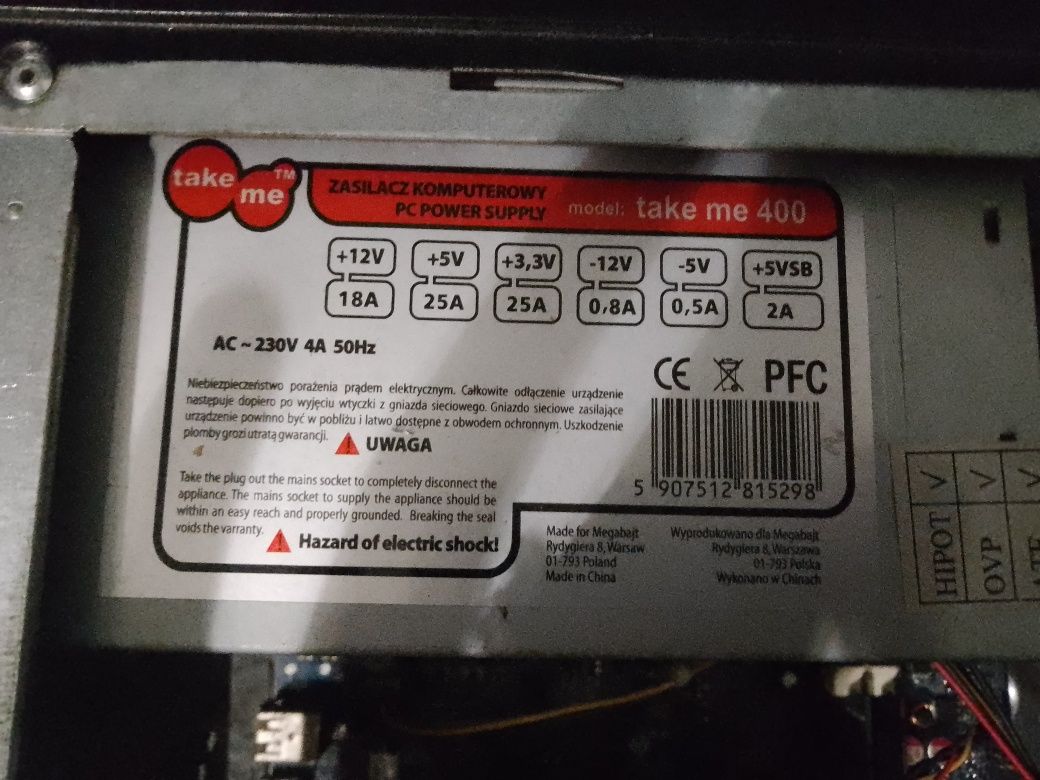 take
me TM
ZASILACZ KOMPUTEROWY
PC POWER SUPPLY
model: take me 400
+12V +5V +3,3V -12V -5V +5VSB
18A 25A 25A 0,8A 0,5A 2A
AC ~ 230V 4A 50Hz
CE PFC
Niebezpieczeństwo porażenia prądem elektrycznym. Całkowite odłączenie urządzenie
następuje dopiero po wyjęciu wtyczki z gniazda sieciowego. Gniazdo sieciowe zasilające
urządzenie powinno być w pobliżu i latwo dostępne z obwodem ochronnym. Uszkodzenie
plomby grozi utratą gwarancji.
UWAGA
5 907512 815298
Take the plug out the mains socket to completely disconnect the
appliance. The mains socket to supply the appliance should be
within an easy reach and properly grounded. Breaking the seal
voids the varranty.
Hazard of electric shock!
Made for Megabajt
Rydygiera 8, Warsaw
01-793 Poland
Made in China
Wyprodukowano dla Megabajt
Rydygiera 8, Warszawa
01-793 Polska
Wykonano w Chinach
HIPOT √
OVP √
ATE √